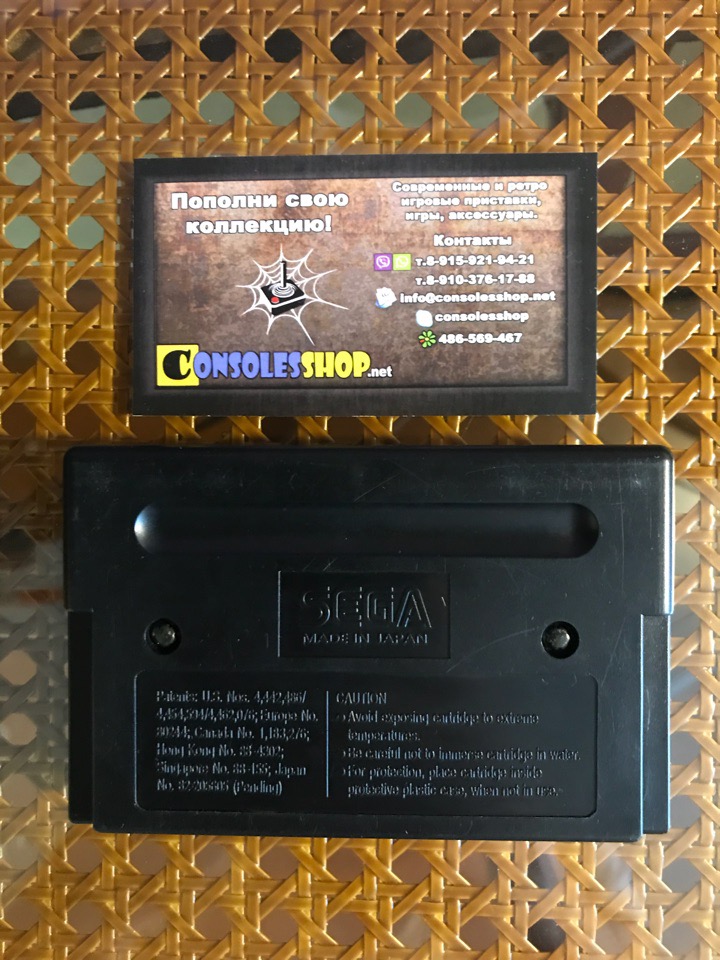 Пополни свою
коллекцию!
CONSOLESSHOP.net
Современные и ретро
игровые приставки,
игры, аксессуары.
Контакты
т.8-915-921-94-21
т.8-910-376-17-88
info@consolesshop.net
consolesshop
486-569-467
SEGA
MADE IN JAPAN
Patents: U.S. Nos. 4,442,486/
4,454,594/4,462,076; Europe No.
80244; Canada No. 1,183,276;
Hong Kong No. 88-4302;
Singapore No. 88-155; Japan
No. 82-205605 (Pending)
CAUTION
Avoid exposing cartridge to extreme
temperatures.
Be careful not to immerse cartridge in water.
For protection, place cartridge inside
protective plastic case, when not in use.